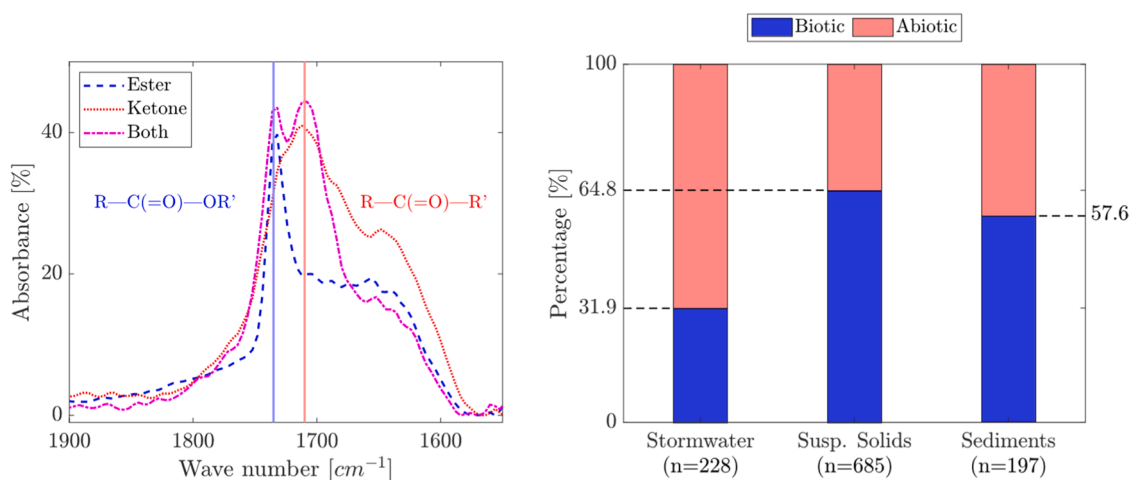 Ester
Ketone
Both
R—C(=O)—OR'
R—C(=O)—R'
Absorbance [%]
40
20
0
1900 1800 1700 1600
Wave number [cm⁻¹]
Biotic Abiotic
Percentage [%]
100
64.8
57.6
31.9
0
Stormwater Susp. Solids Sediments
(n=228) (n=685) (n=197)